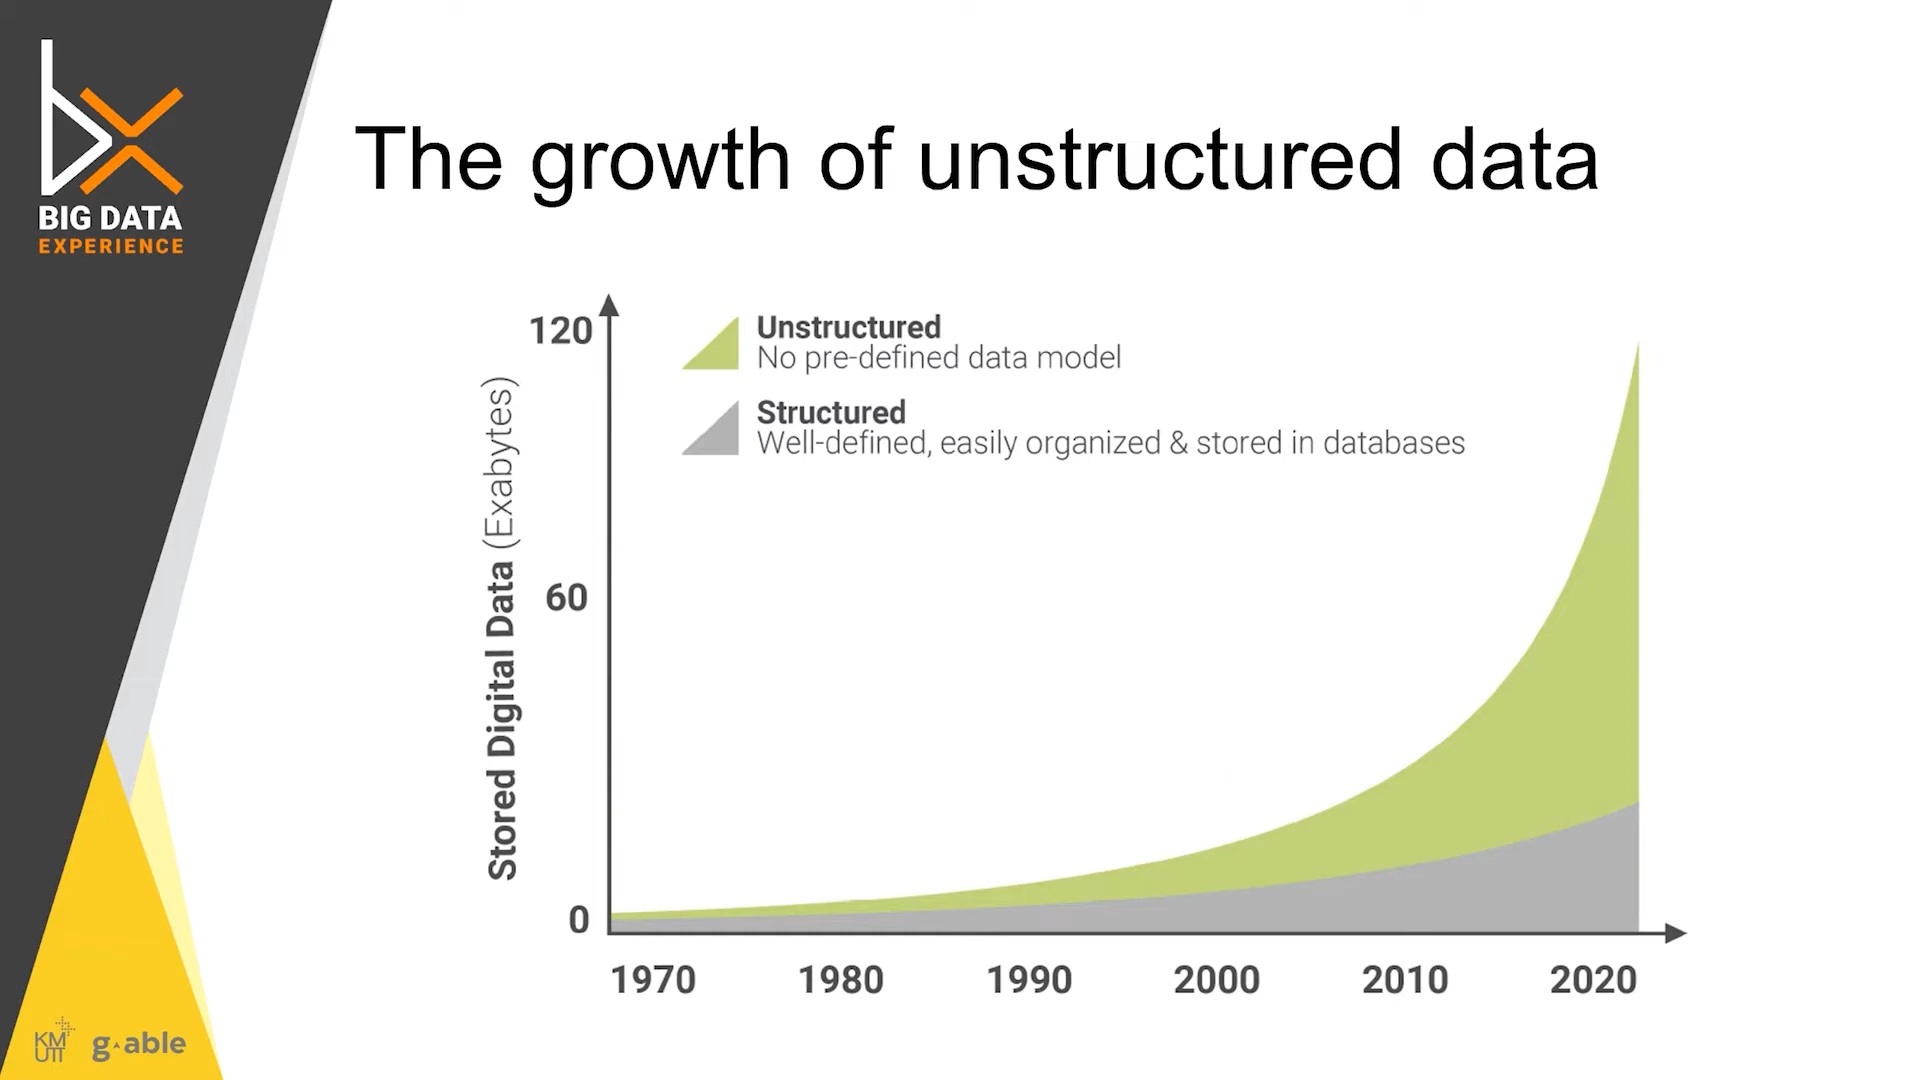 BIG DATA
EXPERIENCE
The growth of unstructured data
120
60
0
Stored Digital Data (Exabytes)
Unstructured
No pre-defined data model
Structured
Well-defined, easily organized & stored in databases
1970 1980 1990 2000 2010 2020
KM
UTT
g-able